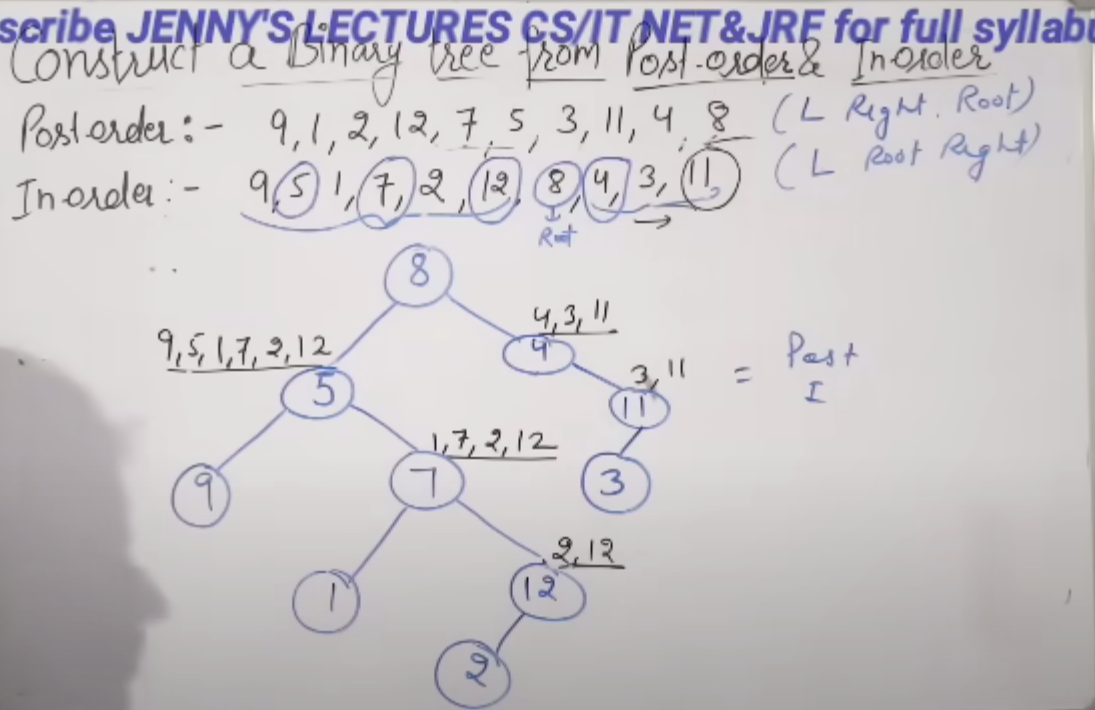 scribe JENNY'S LECTURES CS/IT NET&JRF for full syllabu
Construct a Binary tree from Post-order & Inorder
Postorder:- 9, 1, 2, 12, 7, 5, 3, 11, 4, 8 (L Right. Root)
Inorder:- 9, 5, 1, 7, 2, 12, 8, 4, 3, 11 (L Root Right)
Root
8
4, 3, 11
9, 5, 1, 7, 2, 12
4
3, 11
= Post
I
5
11
1, 7, 2, 12
9
7
3
2, 12
1
12
2